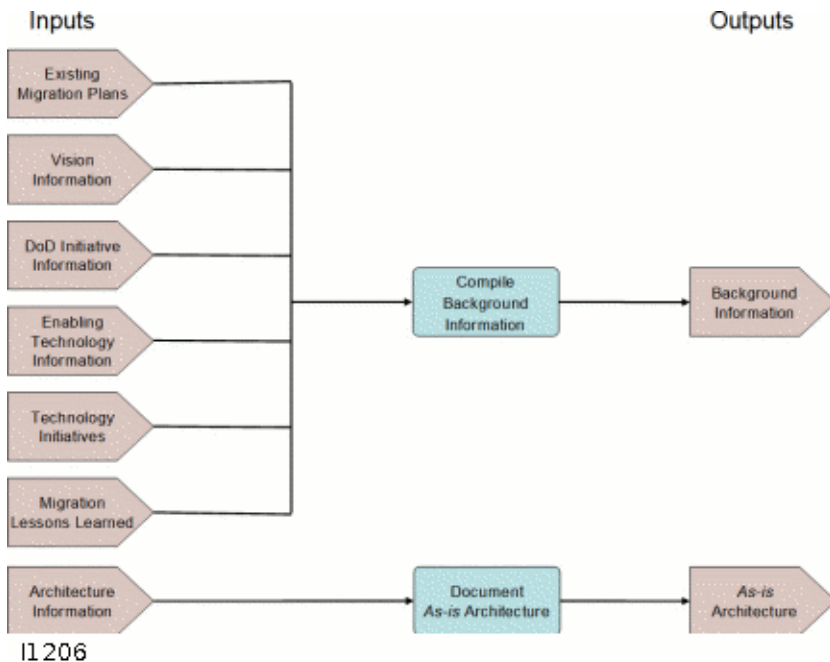 Inputs
Outputs
Existing
Migration Plans
Vision
Information
DoD Initiative
Information
Enabling
Technology
Information
Technology
Initiatives
Migration
Lessons Learned
Compile
Background
Information
Background
Information
Architecture
Information
Document
As-is Architecture
As-is
Architecture
I1206